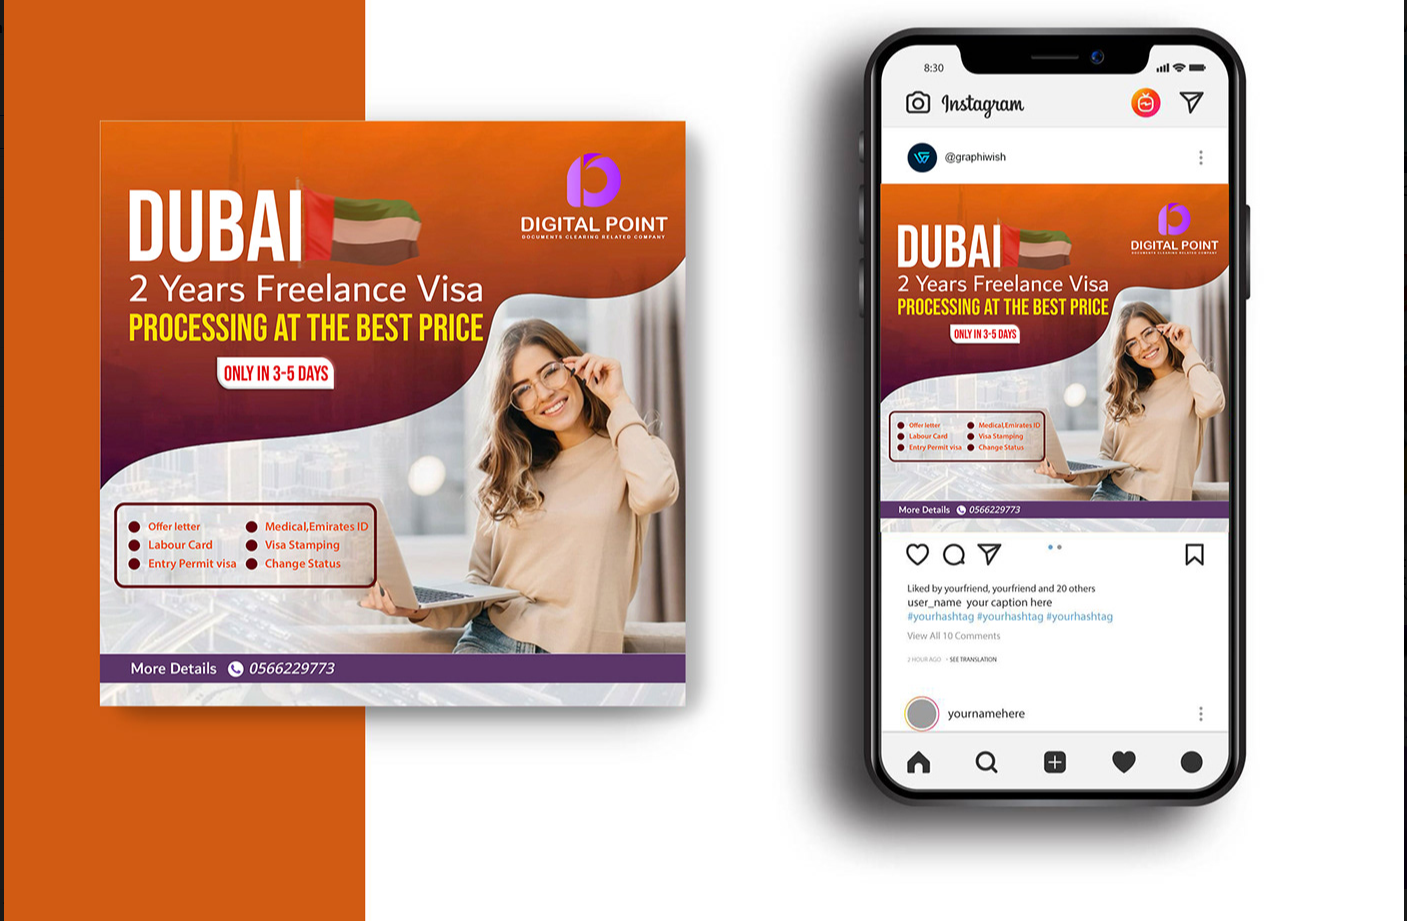 DUBAI
2 Years Freelance Visa
PROCESSING AT THE BEST PRICE
ONLY IN 3-5 DAYS
DIGITAL POINT
DOCUMENTS CLEARING RELATED COMPANY
Offer letter
Labour Card
Entry Permit visa
Medical,Emirates ID
Visa Stamping
Change Status
More Details 0566229773
8:30
Instagram
@graphiwish
DUBAI
2 Years Freelance Visa
PROCESSING AT THE BEST PRICE
ONLY IN 3-5 DAYS
DIGITAL POINT
DOCUMENTS CLEARING RELATED COMPANY
Offer letter
Labour Card
Entry Permit visa
Medical,Emirates ID
Visa Stamping
Change Status
More Details 0566229773
Liked by yourfriend, yourfriend and 20 others
user_name your caption here
#yourhashtag #yourhashtag #yourhashtag
View All 10 Comments
2 HOUR AGO • SEE TRANSLATION
yournamehere